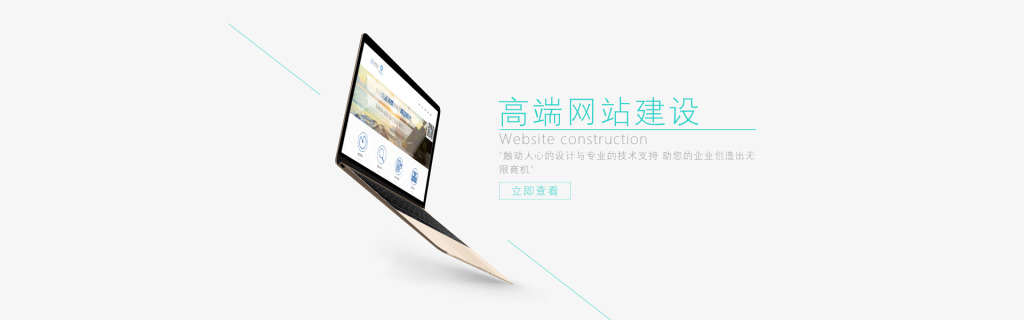 高端网站建设
Website construction
"触动人心的设计与专业的技术支持 助您的企业创造出无
限商机"
立即查看